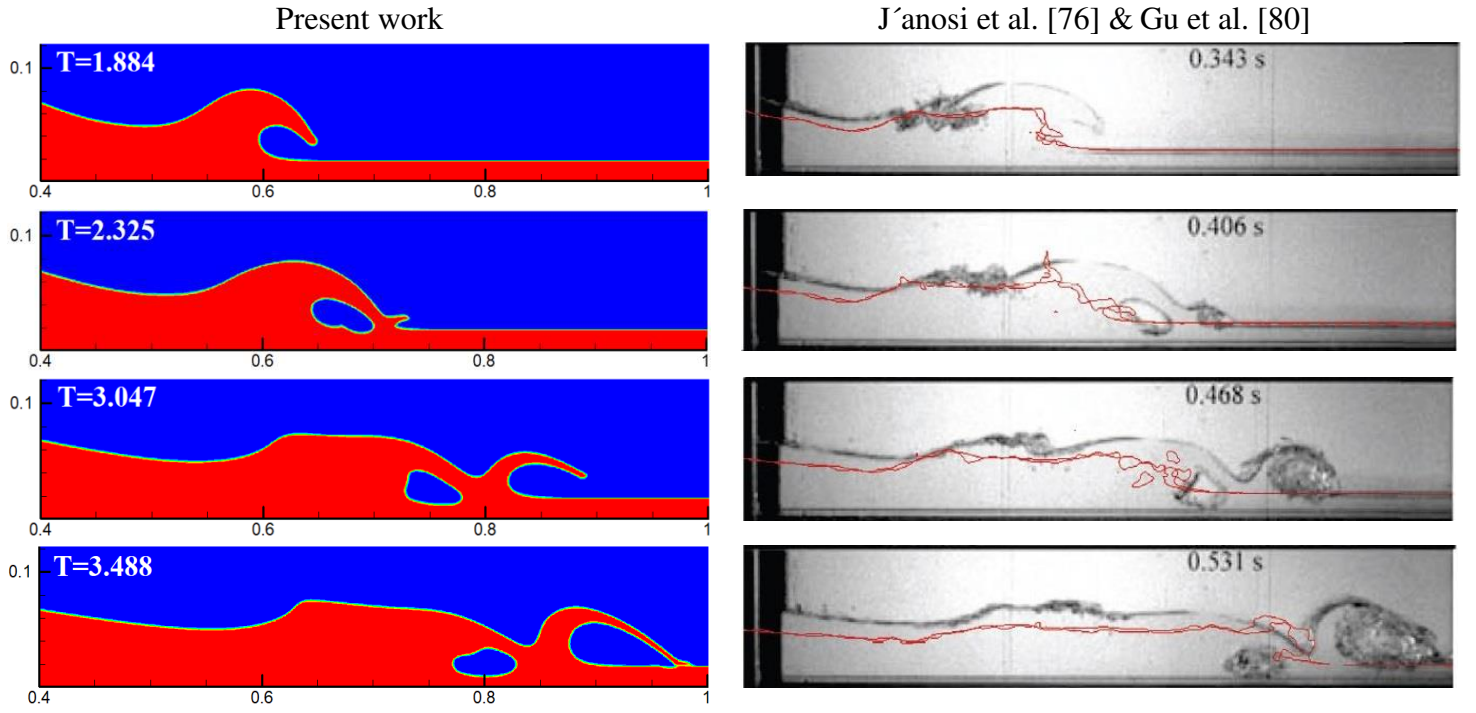 Present work
J´anosi et al. [76] & Gu et al. [80]
0.1
T=1.884
0.343 s
0.4 0.6 0.8 1
0.1
T=2.325
0.406 s
0.4 0.6 0.8 1
0.1
T=3.047
0.468 s
0.4 0.6 0.8 1
0.1
T=3.488
0.531 s
0.4 0.6 0.8 1